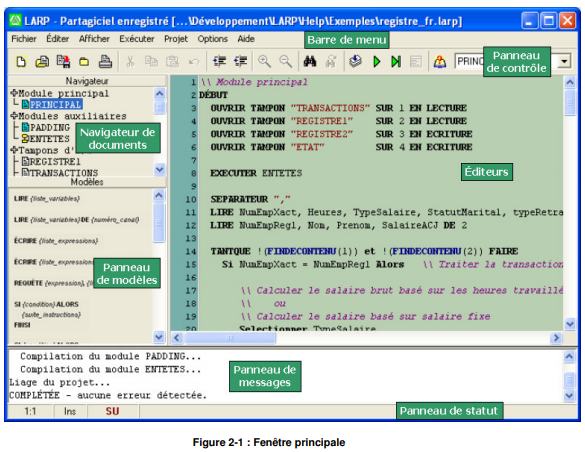 LARP - Partagiciel enregistré [...\Développement\LARP\Help\Exemples\registre_fr.larp]
Fichier Éditer Afficher Exécuter Projet Options Aide
Barre de menu
Panneau de contrôle
PRINC
Navigateur
Module principal
PRINCIPAL
Modules auxiliaires
PADDING
ENTETES
Tampons d'
REGISTRE1
TRANSACTIONS
Navigateur de documents
Modèles
LIRE {liste_variables}
LIRE {liste_variables} DE {numéro_canal}
ÉCRIRE {liste_expressions}
ÉCRIRE {liste_expressions}
REQUÊTE {expression}, {li
SI {condition} ALORS
{suite_instructions}
FINSI
Panneau de modèles
1 \\ Module principal
2 DÉBUT
3 OUVRIR TAMPON "TRANSACTIONS" SUR 1 EN LECTURE
4 OUVRIR TAMPON "REGISTRE1" SUR 2 EN LECTURE
5 OUVRIR TAMPON "REGISTRE2" SUR 3 EN ECRITURE
6 OUVRIR TAMPON "ETAT" SUR 4 EN ECRITURE
7
8 EXECUTER ENTETES
Éditeurs
9
10 SEPARATEUR ","
11 LIRE NumEmpXact, Heures, TypeSalaire, StatutMarital, typeRetra
12 LIRE NumEmpRegl, Nom, Prenom, SalaireACJ DE 2
13
14 TANTQUE !(FINDECONTENU(1)) et !(FINDECONTENU(2)) FAIRE
15 Si NumEmpXact = NumEmpRegl Alors \\ Traiter la transaction
16
17 \\ Calculer le salaire brut basé sur les heures travaillé
18 \\ ou
19 \\ Calculer le salaire basé sur salaire fixe
20 Selectionner TypeSalaire
Compilation du module PADDING...
Compilation du module ENTETES...
Liage du projet...
COMPLÉTÉE - aucune erreur détectée.
Panneau de messages
1:1 Ins SU
Panneau de statut
Figure 2-1 : Fenêtre principale